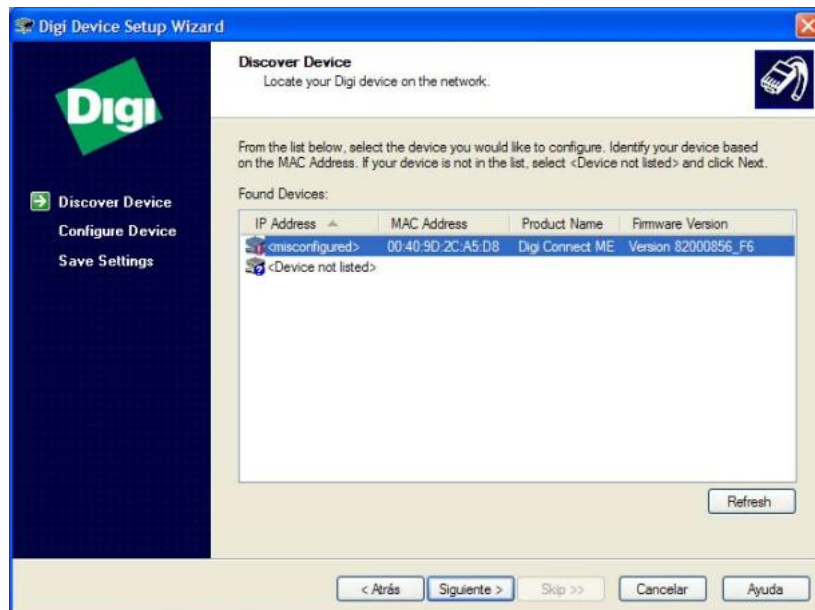 Digi Device Setup Wizard
Digi
Discover Device
Configure Device
Save Settings
Discover Device
Locate your Digi device on the network.
From the list below, select the device you would like to configure. Identify your device based
on the MAC Address. If your device is not in the list, select <Device not listed> and click Next.
Found Devices:
IP Address MAC Address Product Name Firmware Version
<misconfigured> 00:40:9D:2C:A5:D8 Digi Connect ME Version 82000856_F6
<Device not listed>
Refresh
< Atrás Siguiente > Skip >> Cancelar Ayuda